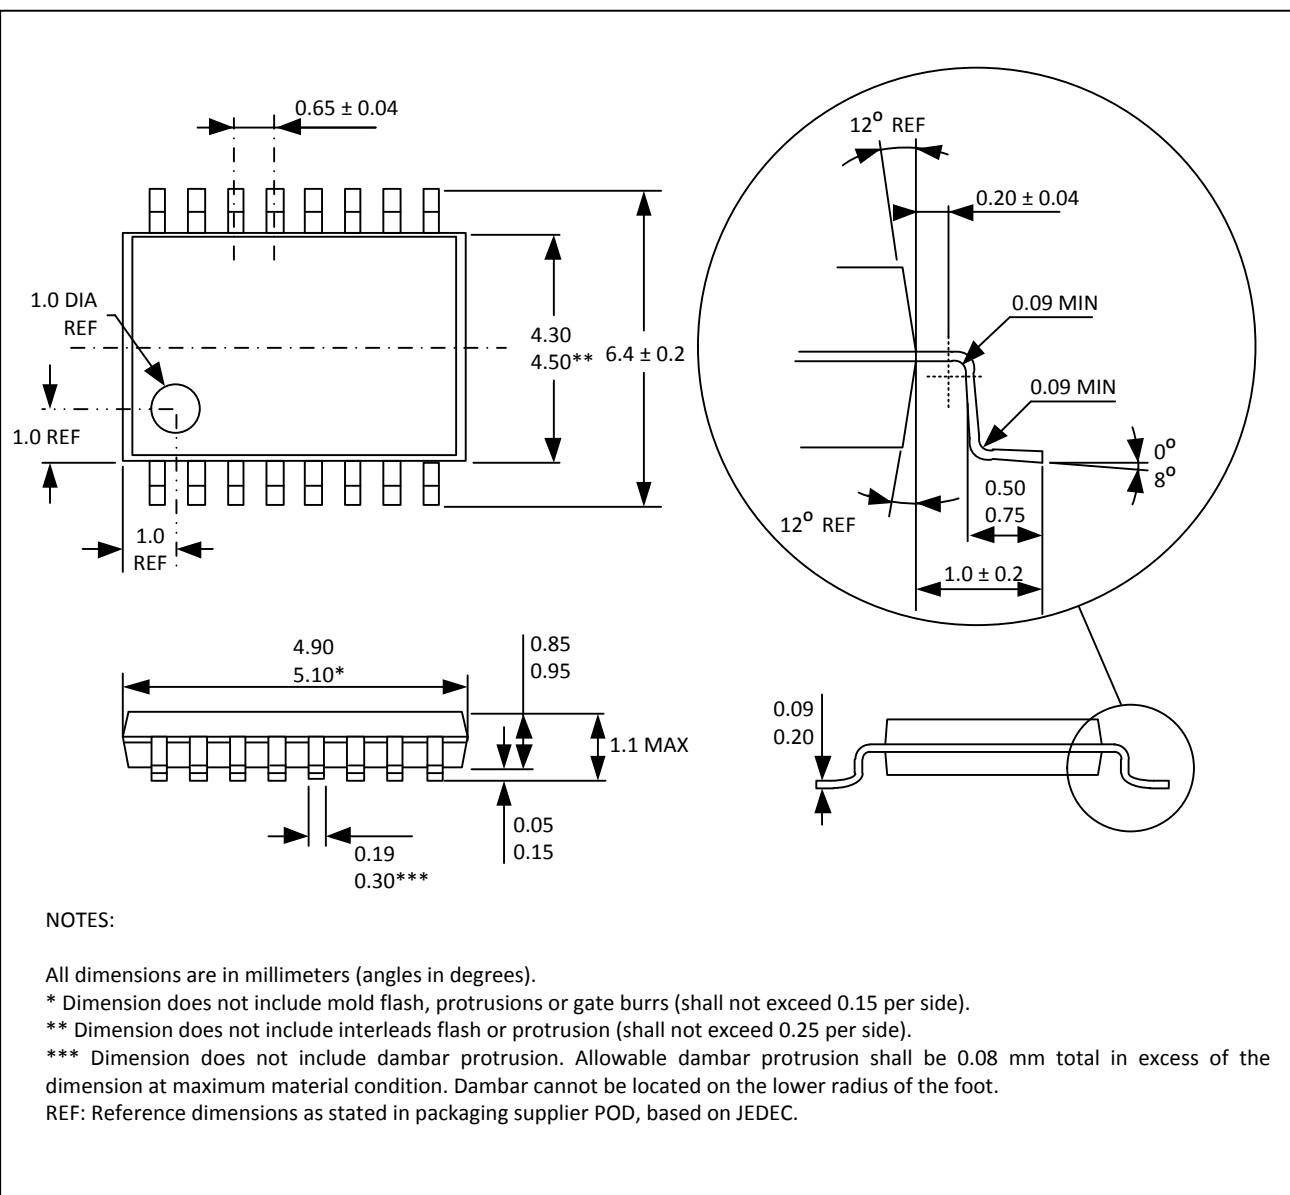 0.65 ± 0.04
12° REF
0.20 ± 0.04
1.0 DIA
REF
0.09 MIN
4.30
4.50**
6.4 ± 0.2
0.09 MIN
1.0 REF
0°
8°
0.50
0.75
12° REF
1.0
REF
1.0 ± 0.2
4.90
5.10*
0.85
0.95
1.1 MAX
0.09
0.20
0.05
0.15
0.19
0.30***
NOTES:
All dimensions are in millimeters (angles in degrees).
* Dimension does not include mold flash, protrusions or gate burrs (shall not exceed 0.15 per side).
** Dimension does not include interleads flash or protrusion (shall not exceed 0.25 per side).
*** Dimension does not include dambar protrusion. Allowable dambar protrusion shall be 0.08 mm total in excess of the
dimension at maximum material condition. Dambar cannot be located on the lower radius of the foot.
REF: Reference dimensions as stated in packaging supplier POD, based on JEDEC.